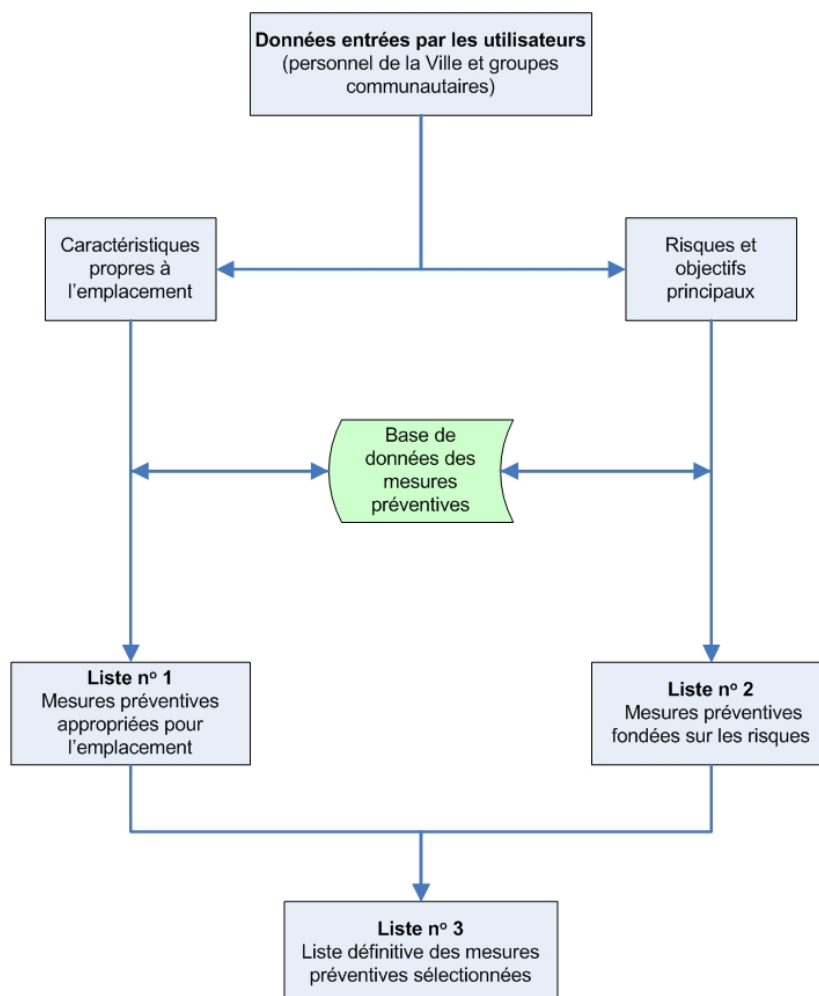 Données entrées par les utilisateurs
(personnel de la Ville et groupes
communautaires)
Caractéristiques
propres à
l’emplacement
Risques et
objectifs
principaux
Base de
données des
mesures
préventives
Liste nº 1
Mesures préventives
appropriées pour
l’emplacement
Liste nº 2
Mesures préventives
fondées sur les risques
Liste nº 3
Liste définitive des mesures
préventives sélectionnées